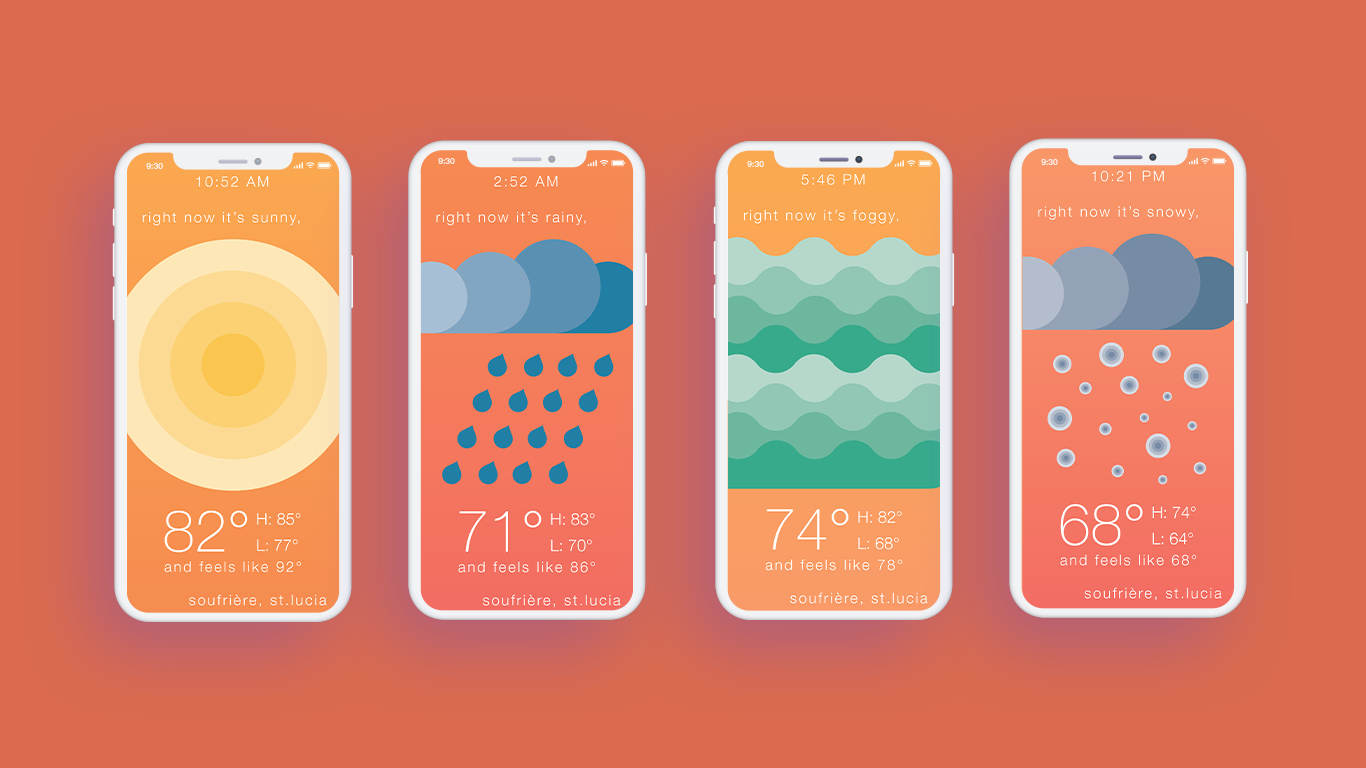 9:30
10:52 AM
right now it's sunny,
82° H: 85°
L: 77°
and feels like 92°
soufrière, st.lucia
9:30
2:52 AM
right now it's rainy,
71° H: 83°
L: 70°
and feels like 86°
soufrière, st.lucia
9:30
5:46 PM
right now it's foggy,
74° H: 82°
L: 68°
and feels like 78°
soufrière, st.lucia
9:30
10:21 PM
right now it's snowy,
68° H: 74°
L: 64°
and feels like 68°
soufrière, st.lucia